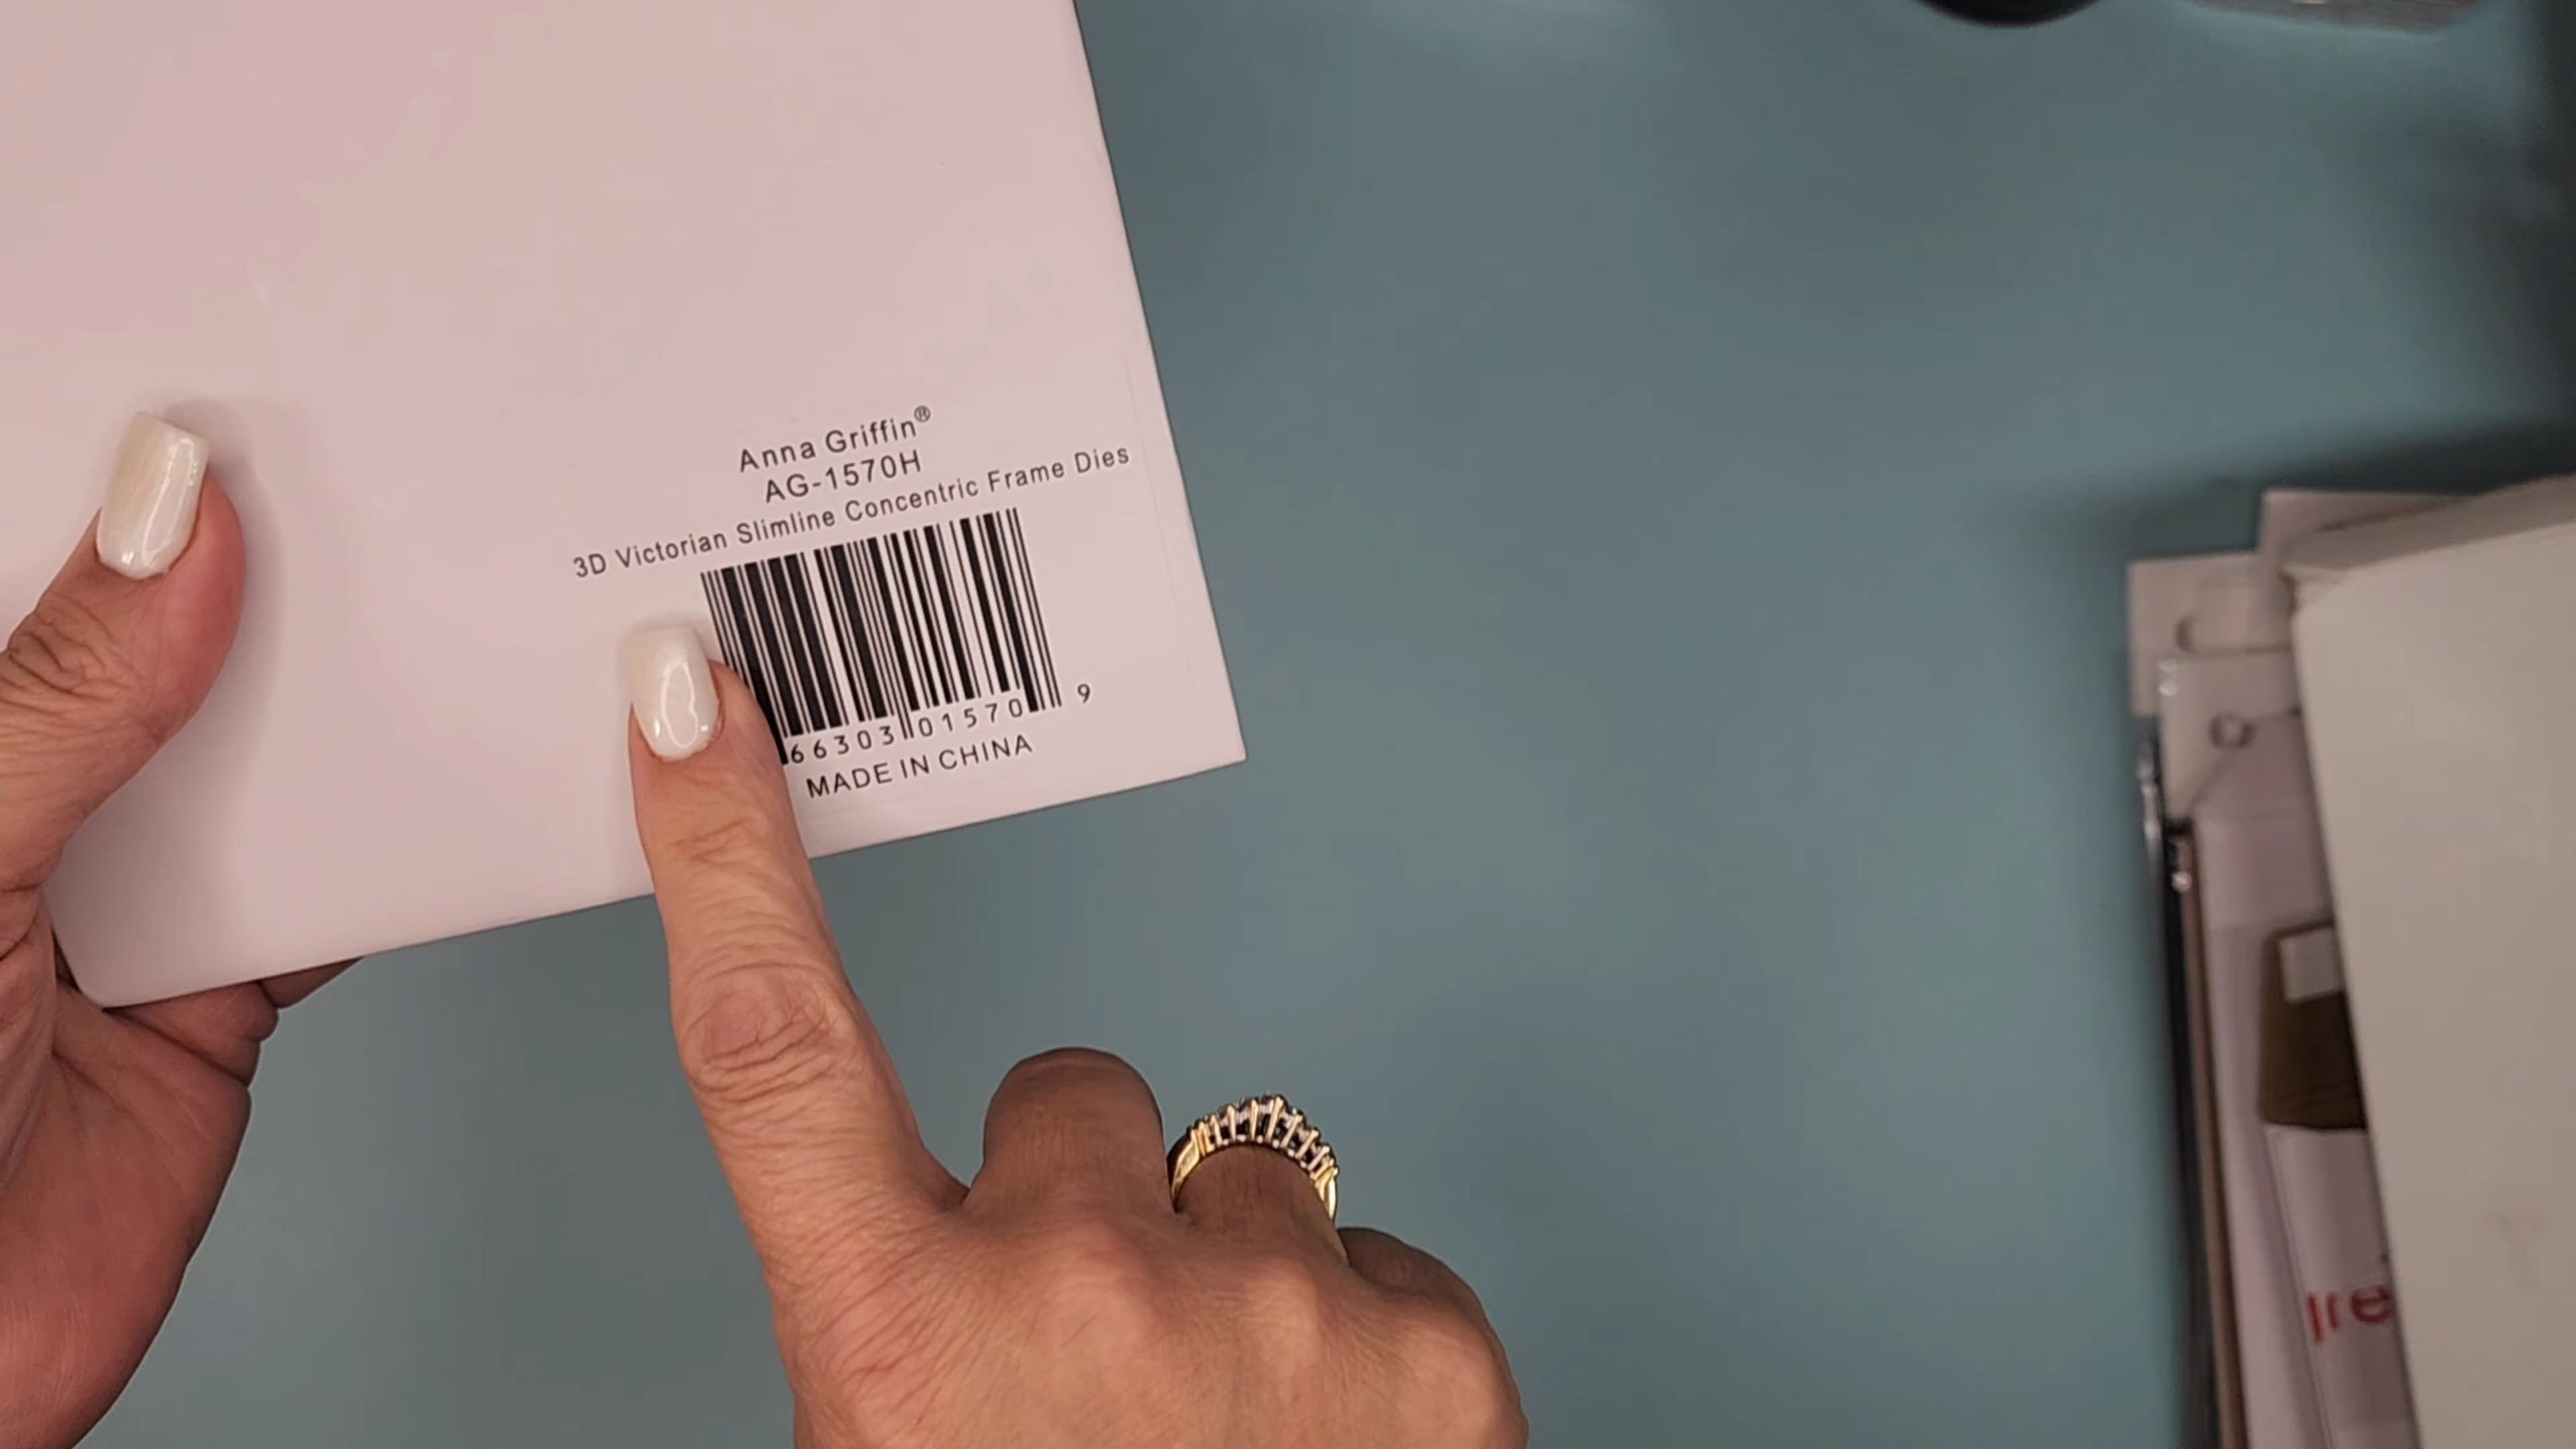 Anna Griffin®
AG-1570H
3D Victorian Slimline Concentric Frame Dies
66303 01570 9
MADE IN CHINA